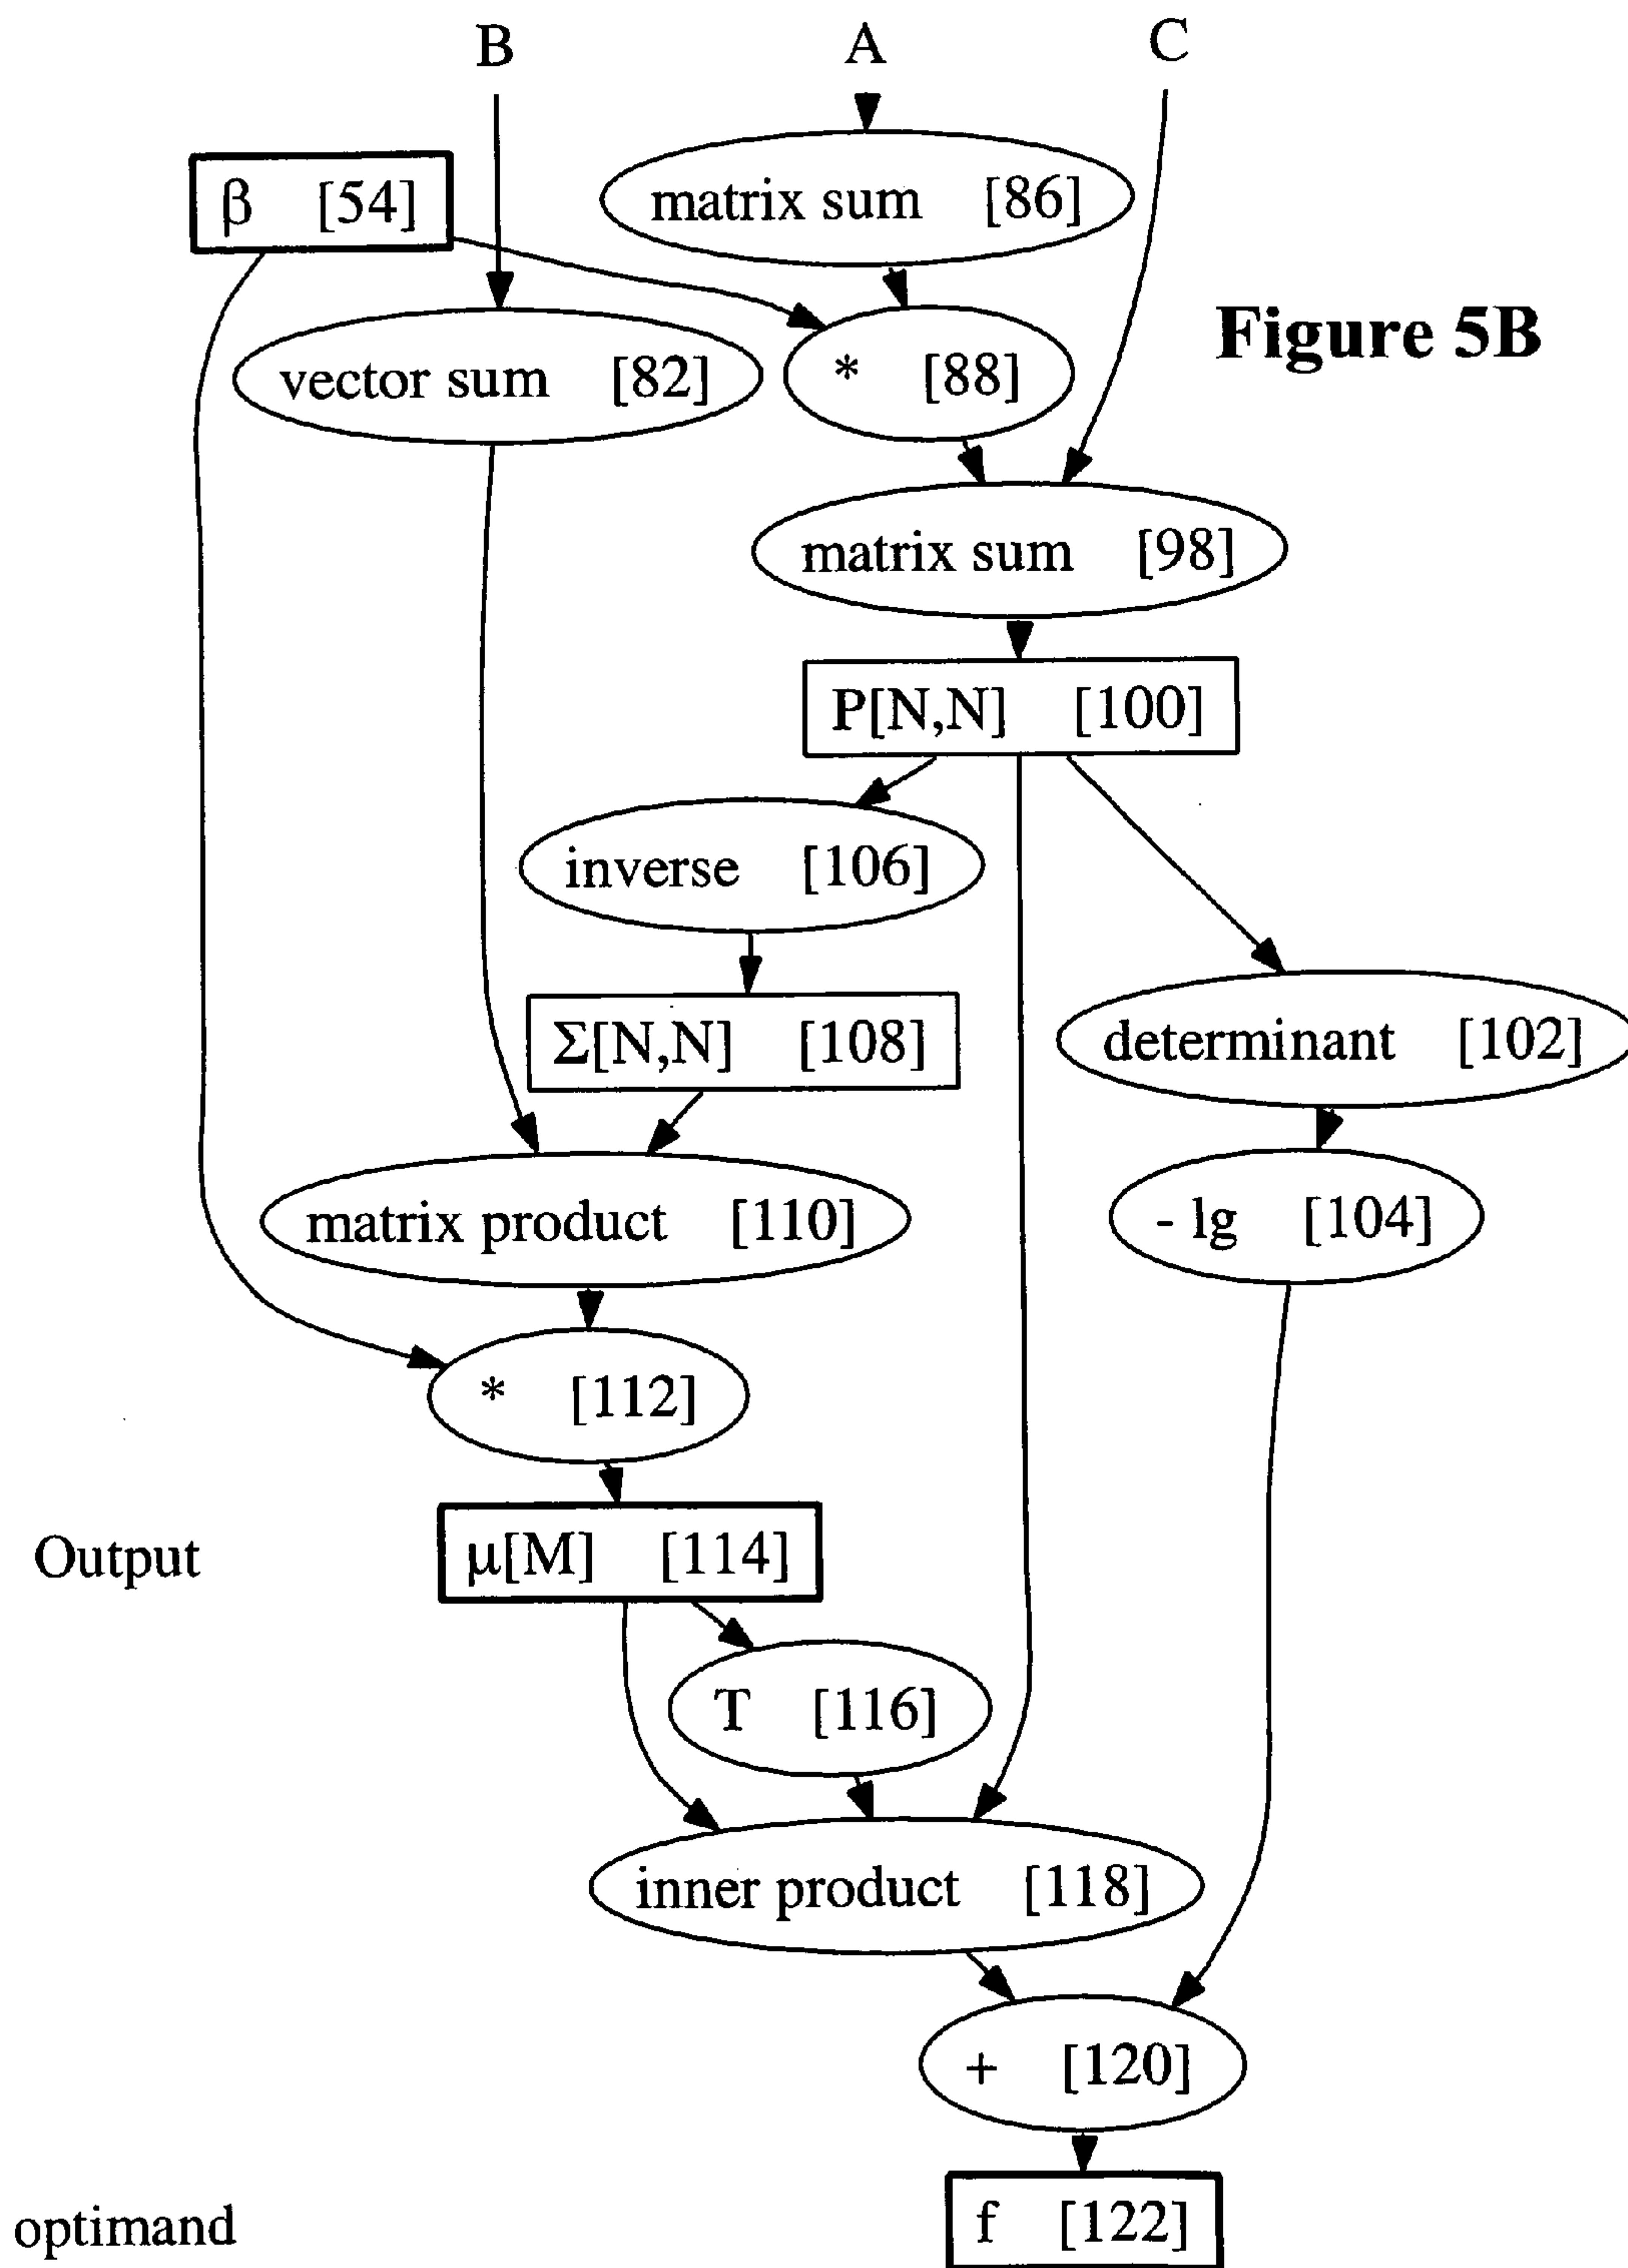 B
A
C
β [54]
matrix sum [86]
Figure 5B
vector sum [82]
* [88]
matrix sum [98]
P[N,N] [100]
inverse [106]
Σ[N,N] [108]
determinant [102]
matrix product [110]
- lg [104]
* [112]
Output
μ[M] [114]
T [116]
inner product [118]
+ [120]
optimand
f [122]